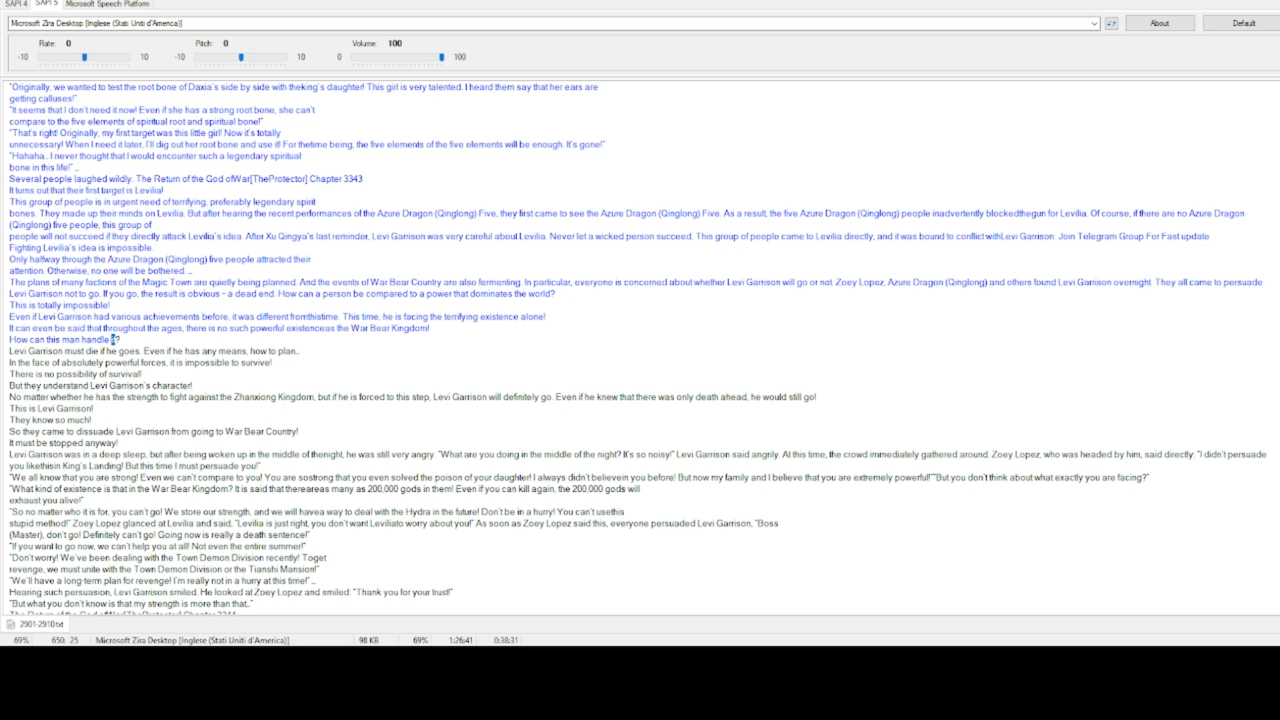 SAPI 4 SAPI 5 Microsoft Speech Platform
Microsoft Zira Desktop [Inglese (Stati Uniti d'America)] About Default
Rate: 0 Pitch: 0 Volume: 100
-10 10 -10 10 0 100
"Originally, we wanted to test the root bone of Daxia's side by side with theking's daughter! This girl is very talented. I heard them say that her ears are
getting calluses!"
"It seems that I don't need it now! Even if she has a strong root bone, she can't
compare to the five elements of spiritual root and spiritual bone!"
"That's right! Originally, my first target was this little girl! Now it's totally
unnecessary! When I need it later, I'll dig out her root bone and use it! For thetime being, the five elements of the five elements will be enough. It's gone!"
"Hahaha.. I never thought that I would encounter such a legendary spiritual
bone in this life!" ..
Several people laughed wildly. The Return of the God ofWar[TheProtector] Chapter 3343
It turns out that their first target is Levilia!
This group of people is in urgent need of terrifying, preferably legendary spirit
bones. They made up their minds on Levilia. But after hearing the recent performances of the Azure Dragon (Qinglong) Five, they first came to see the Azure Dragon (Qinglong) Five. As a result, the five Azure Dragon (Qinglong) people inadvertently blockedthegun for Levilia. Of course, if there are no Azure Dragon
(Qinglong) five people, this group of
people will not succeed if they directly attack Levilia's idea. After Xu Qingya's last reminder, Levi Garrison was very careful about Levilia. Never let a wicked person succeed. This group of people came to Levilia directly, and it was bound to conflict withLevi Garrison. Join Telegram Group For Fast update
Fighting Levilia's idea is impossible.
Only halfway through the Azure Dragon (Qinglong) five people attracted their
attention. Otherwise, no one will be bothered. ..
The plans of many factions of the Magic Town are quietly being planned. And the events of War Bear Country are also fermenting. In particular, everyone is concerned about whether Levi Garrison will go or not. Zoey Lopez, Azure Dragon (Qinglong) and others found Levi Garrison overnight. They all came to persuade
Levi Garrison not to go. If you go, the result is obvious – a dead end. How can a person be compared to a power that dominates the world?
This is totally impossible!
Even if Levi Garrison had various achievements before, it was different fromthistime. This time, he is facing the terrifying existence alone!
It can even be said that throughout the ages, there is no such powerful existenceas the War Bear Kingdom!
How can this man handle it?
Levi Garrison must die if he goes. Even if he has any means, how to plan..
In the face of absolutely powerful forces, it is impossible to survive!
There is no possibility of survival!
But they understand Levi Garrison's character!
No matter whether he has the strength to fight against the Zhanxiong Kingdom, but if he is forced to this step, Levi Garrison will definitely go. Even if he knew that there was only death ahead, he would still go!
This is Levi Garrison!
They know so much!
So they came to dissuade Levi Garrison from going to War Bear Country!
It must be stopped anyway!
Levi Garrison was in a deep sleep, but after being woken up in the middle of thenight, he was still very angry. "What are you doing in the middle of the night? It's so noisy!" Levi Garrison said angrily. At this time, the crowd immediately gathered around. Zoey Lopez, who was headed by him, said directly: "I didn't persuade
you likethisin King's Landing! But this time I must persuade you!"
"We all know that you are strong! Even we can't compare to you! You are sostrong that you even solved the poison of your daughter! I always didn't believein you before! But now my family and I believe that you are extremely powerful!""But you don't think about what exactly you are facing?"
"What kind of existence is that in the War Bear Kingdom? It is said that thereareas many as 200,000 gods in them! Even if you can kill again, the 200,000 gods will
exhaust you alive!"
"So no matter who it is, you can't go! We store our strength, and we will havea way to deal with the Hydra in the future! Don't be in a hurry! You can't usethis
stupid method!" Zoey Lopez glanced at Levilia and said, "Levilia is just right, you don't want Leviliato worry about you!" As soon as Zoey Lopez said this, everyone persuaded Levi Garrison, "Boss
(Master), don't go! Definitely can't go! Going now is really a death sentence!"
"If you want to go now, we can't help you at all! Not even the entire summer!"
"Don't worry! We've been dealing with the Town Demon Division recently! Toget
revenge, we must unite with the Town Demon Division or the Tianshi Mansion!"
"We'll have a long-term plan for revenge! I'm really not in a hurry at this time!" ..
Hearing such persuasion, Levi Garrison smiled. He looked at Zoey Lopez and smiled: "Thank you for your trust!"
"But what you don't know is that my strength is more than that.."
The Return of the God ofWar[TheProtector] Chapter 3344
2901-2910.txt
69% 650: 25 Microsoft Zira Desktop [Inglese (Stati Uniti d'America)] 98 KB 69% 1:26:41 0:38:31